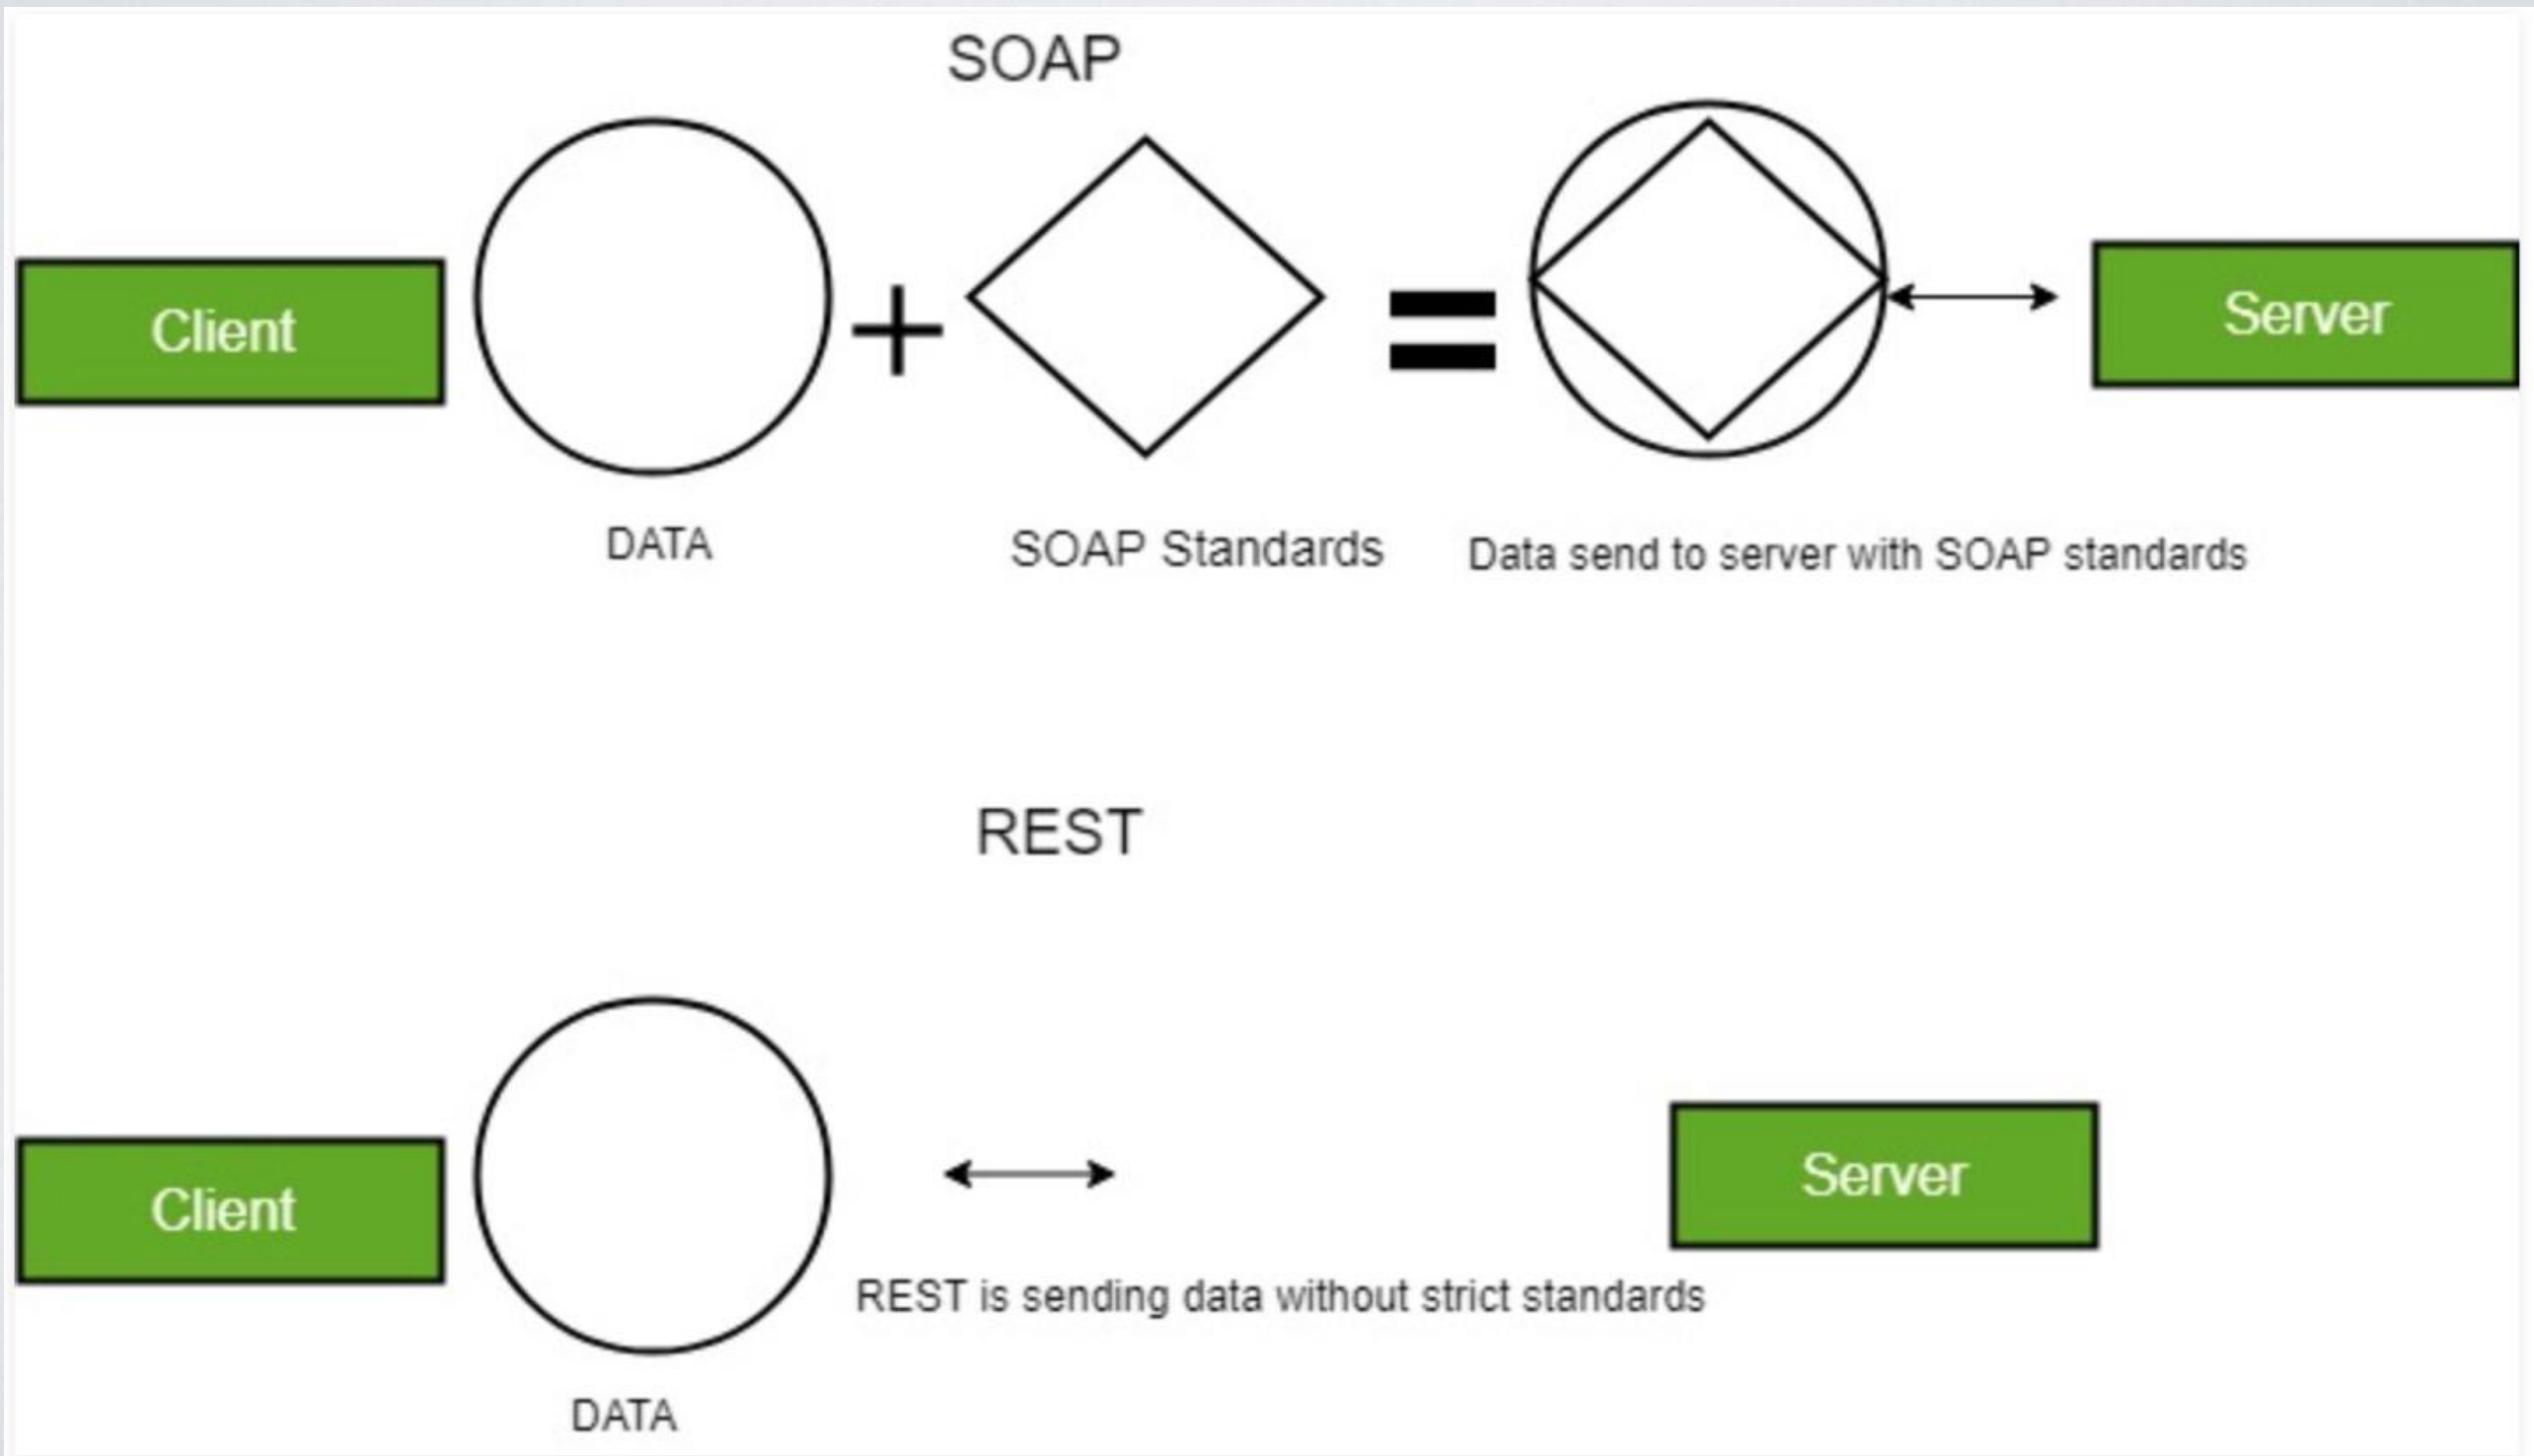 SOAP
Client
Server
DATA
SOAP Standards
Data send to server with SOAP standards
REST
Client
Server
REST is sending data without strict standards
DATA